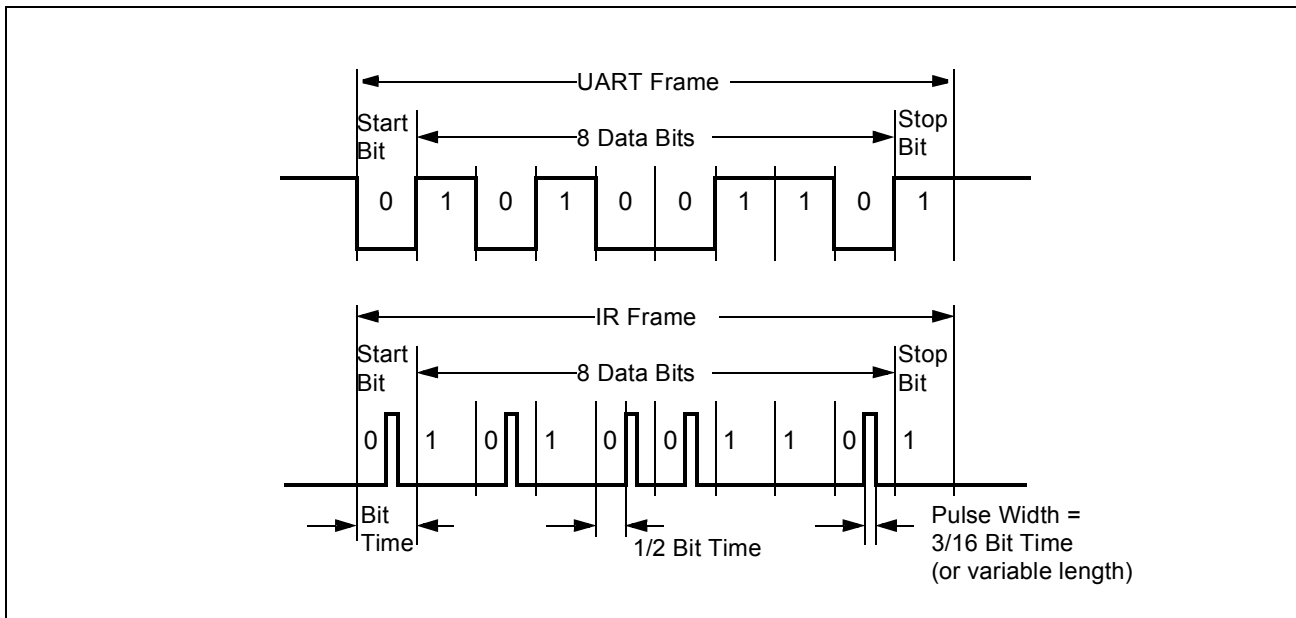 UART Frame
Start
Bit
8 Data Bits
Stop
Bit
0 1 0 1 0 0 1 1 0 1
IR Frame
Start
Bit
8 Data Bits
Stop
Bit
0 1 0 1 0 0 1 1 0 1
Bit
Time
1/2 Bit Time
Pulse Width =
3/16 Bit Time
(or variable length)